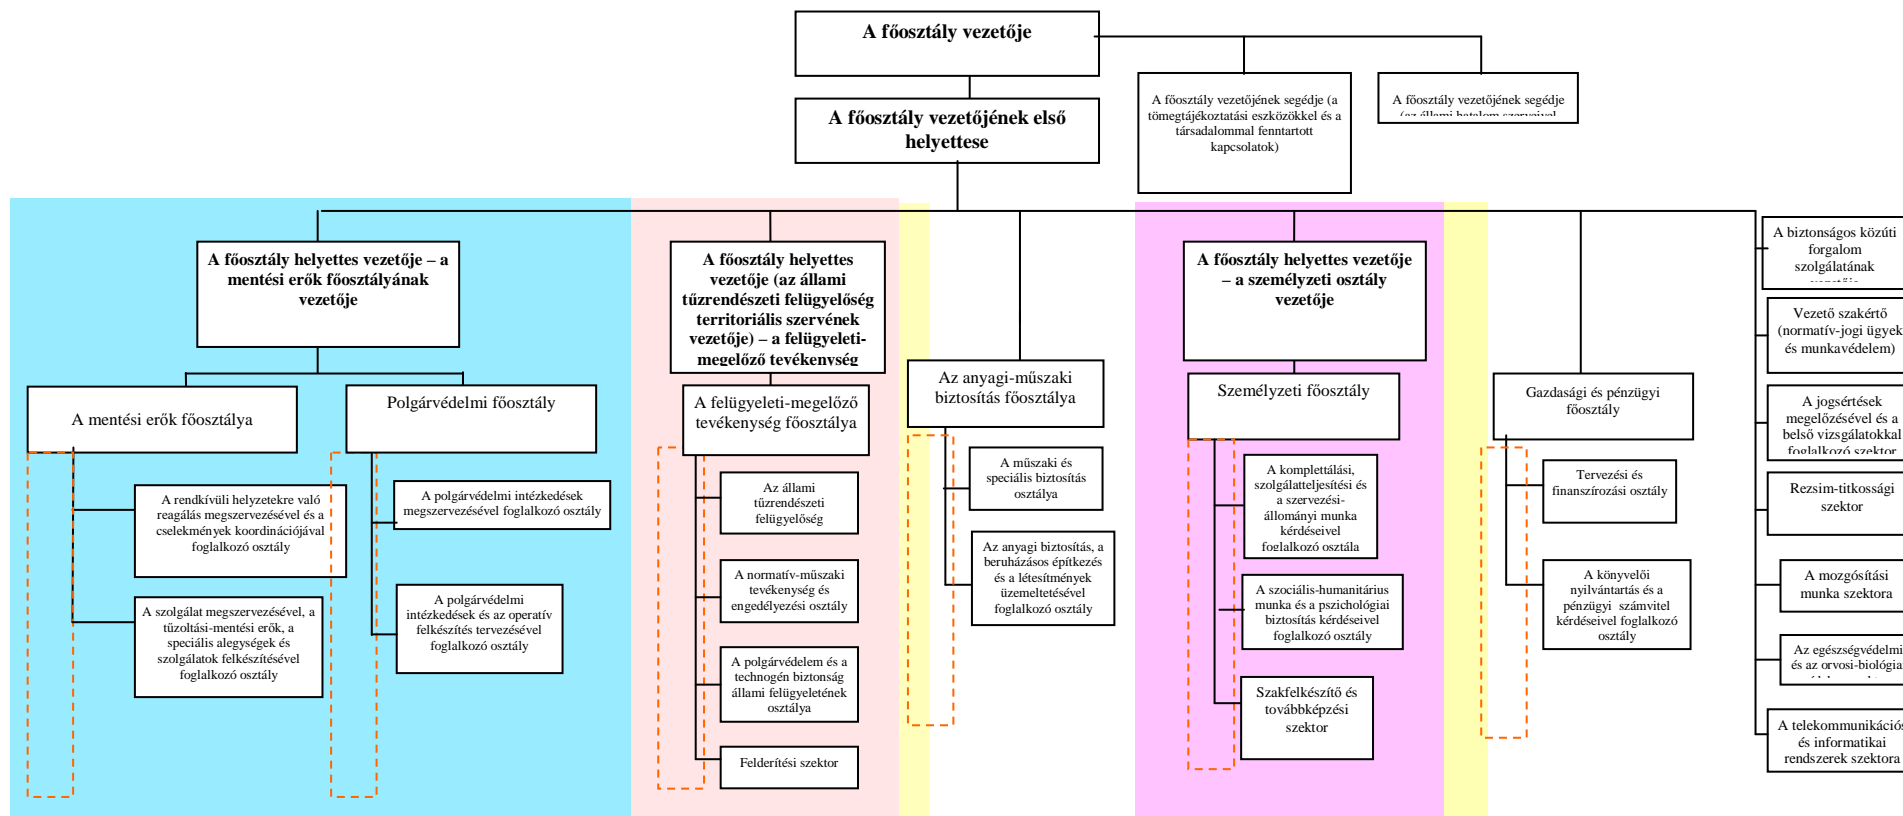 A főosztály vezetője
A főosztály vezetőjének első
helyettese
A főosztály vezetőjének segédje (a
tömegtájékoztatási eszközökkel és a
társadalommal fenntartott
kapcsolatok)
A főosztály vezetőjének segédje
(az állami hatalom szerveivel
A főosztály helyettes vezetője – a
mentési erők főosztályának
vezetője
A főosztály helyettes
vezetője (az állami
tűzrendészeti felügyelőség
territoriális szervének
vezetője) – a felügyeleti-
megelőző tevékenység
A főosztály helyettes vezetője
– a személyzeti osztály
vezetője
A mentési erők főosztálya
Polgárvédelmi főosztály
A felügyeleti-megelőző
tevékenység főosztálya
Az anyagi-műszaki
biztosítás főosztálya
Személyzeti főosztály
Gazdasági és pénzügyi
főosztály
A rendkívüli helyzetekre való
reagálás megszervezésével és a
cselekmények koordinációjával
foglalkozó osztály
A szolgálat megszervezésével, a
tűzoltási-mentési erők, a
speciális alegységek és
szolgálatok felkészítésével
foglalkozó osztály
A polgárvédelmi intézkedések
megszervezésével foglalkozó osztály
A polgárvédelmi
intézkedések és az operatív
felkészítés tervezésével
foglalkozó osztály
Az állami
tűzrendészeti
felügyelőség
A normatív-műszaki
tevékenység és
engedélyezési osztály
A polgárvédelem és a
technogén biztonság
állami felügyeletének
osztálya
Felderítési szektor
A műszaki és
speciális biztosítás
osztálya
Az anyagi biztosítás, a
beruházásos építkezés
és a létesítmények
üzemeltetésével
foglalkozó osztály
A komplettálási,
szolgálatteljesítési és
a szervezési-
állományi munka
kérdéseivel
foglalkozó osztála
A szociális-humanitárius
munka és a pszichológiai
biztosítás kérdéseivel
foglalkozó osztály
Szakfelkészítő és
továbbképzési
szektor
Tervezési és
finanszírozási osztály
A könyvelői
nyilvántartás és a
pénzügyi számvitel
kérdéseivel foglalkozó
osztály
A biztonságos közúti
forgalom
szolgálatának
vezetője
Vezető szakértő
(normatív-jogi ügyek
és munkavédelem)
A jogsértések
megelőzésével és a
belső vizsgálatokkal
foglalkozó szektor
Rezsim-titkossági
szektor
A mozgósítási
munka szektora
Az egészségvédelmi
és az orvosi-biológiai
A telekommunikációs
és informatikai
rendszerek szektora